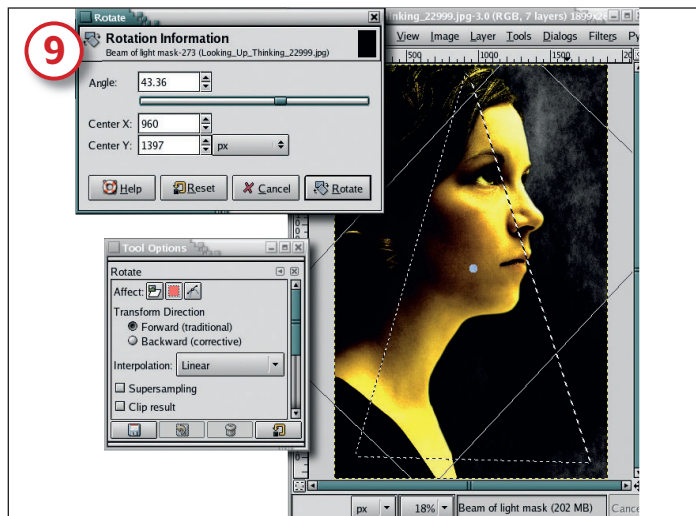 9
Rotate
Rotation Information
Beam of light mask-273 (Looking_Up_Thinking_22999.jpg)
Angle: 43.36
Center X: 960
Center Y: 1397 px
Help Reset Cancel Rotate
inking_22999.jpg-3.0 (RGB, 7 layers)
View Image Layer Tools Dialogs Filters Py
500 1000 1500
Tool Options
Rotate
Affect:
Transform Direction
Forward (traditional)
Backward (corrective)
Interpolation: Linear
Supersampling
Clip result
px 18% Beam of light mask (202 MB) Cance